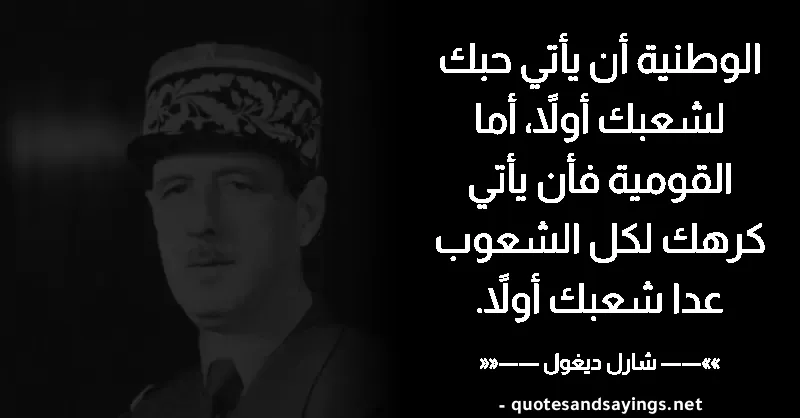 الوطنية أن يأتي حبك
لشعبك أولًا، أما
القومية فأن يأتي
كرهك لكل الشعوب
عدا شعبك أولًا.
»—— شارل ديغول ——««
- quotesandsayings.net